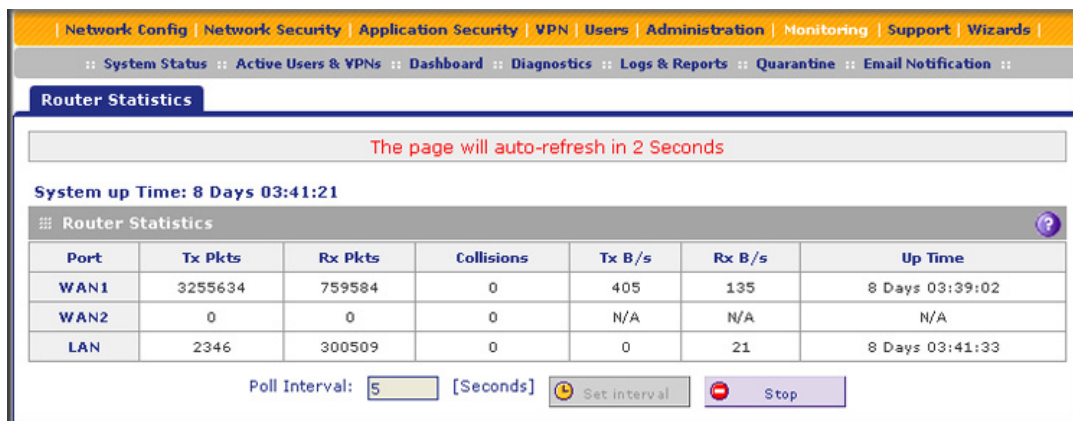 | Network Config | Network Security | Application Security | VPN | Users | Administration | Monitoring | Support | Wizards |
:: System Status :: Active Users & VPNs :: Dashboard :: Diagnostics :: Logs & Reports :: Quarantine :: Email Notification ::
Router Statistics
The page will auto-refresh in 2 Seconds
System up Time: 8 Days 03:41:21
Router Statistics ?
Port Tx Pkts Rx Pkts Collisions Tx B/s Rx B/s Up Time
WAN1 3255634 759584 0 405 135 8 Days 03:39:02
WAN2 0 0 0 N/A N/A N/A
LAN 2346 300509 0 0 21 8 Days 03:41:33
Poll Interval: 5 [Seconds] Set interval Stop